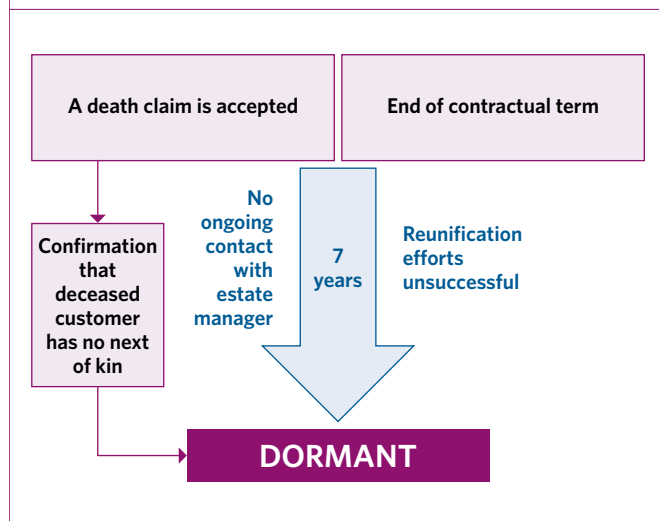 A death claim is accepted
End of contractual term
No
ongoing
contact
with
estate
manager
7
years
Reunification
efforts
unsuccessful
Confirmation
that
deceased
customer
has no next
of kin
DORMANT